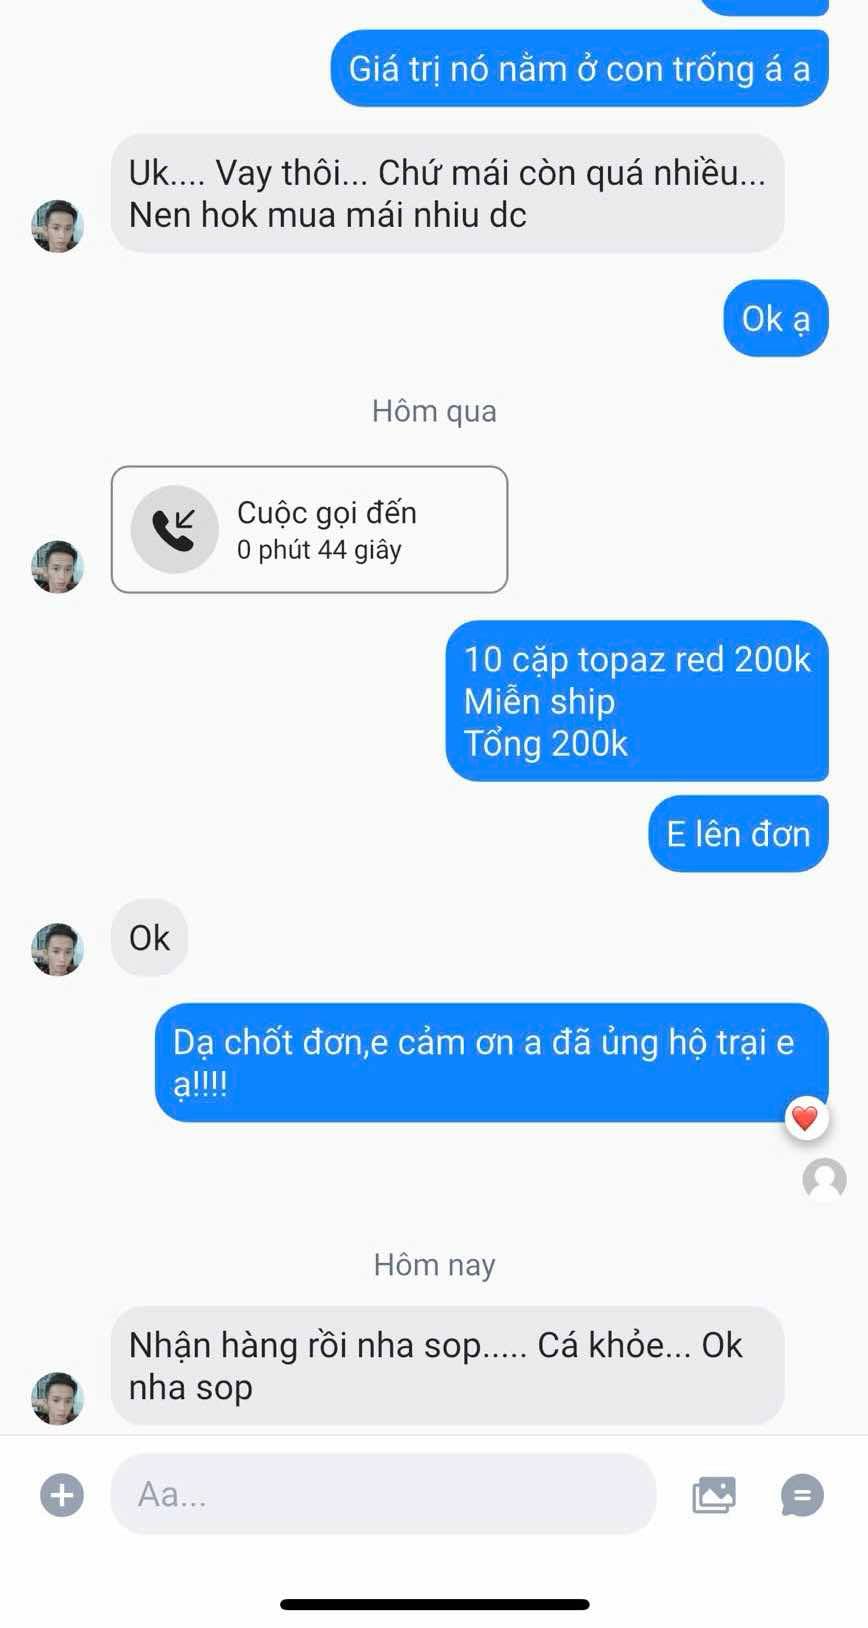 Giá trị nó nằm ở con trống á a
Uk.... Vay thôi... Chứ mái còn quá nhiều...
Nen hok mua mái nhiu dc
Ok ạ
Hôm qua
Cuộc gọi đến
0 phút 44 giây
10 cặp topaz red 200k
Miễn ship
Tổng 200k
E lên đơn
Ok
Dạ chốt đơn,e cảm ơn a đã ủng hộ trại e
ạ!!!!
Hôm nay
Nhận hàng rồi nha sop..... Cá khỏe... Ok
nha sop
Aa...